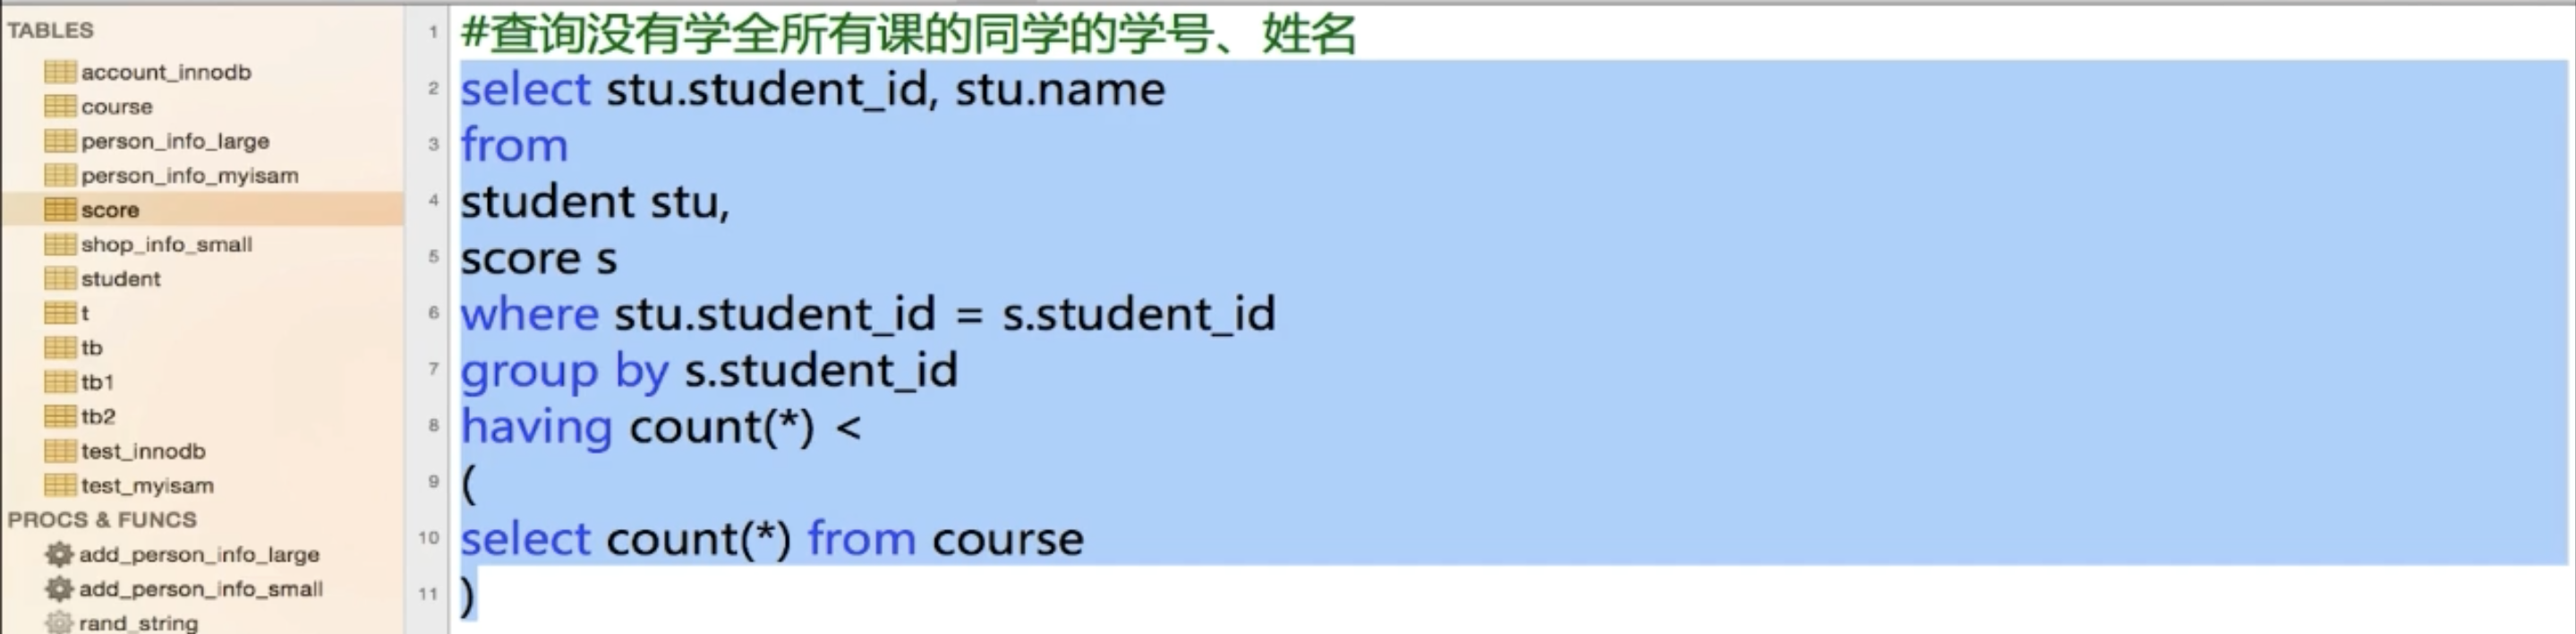 TABLES
account_innodb
course
person_info_large
person_info_myisam
score
shop_info_small
student
t
tb
tb1
tb2
test_innodb
test_myisam
PROCS & FUNCS
add_person_info_large
add_person_info_small
rand_string
1 #查询没有学全所有课的同学的学号、姓名
2 select stu.student_id, stu.name
3 from
4 student stu,
5 score s
6 where stu.student_id = s.student_id
7 group by s.student_id
8 having count(*) <
9 (
10 select count(*) from course
11 )